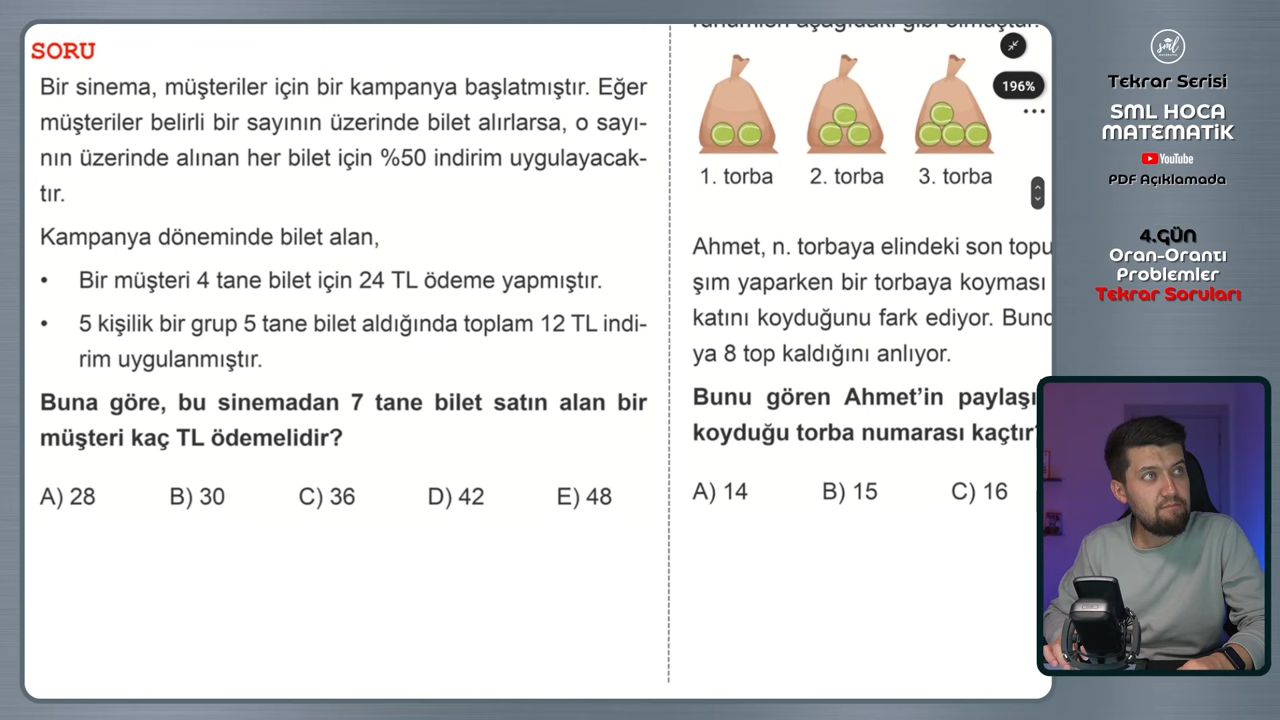 SORU
Bir sinema, müşteriler için bir kampanya başlatmıştır. Eğer
müşteriler belirli bir sayının üzerinde bilet alırlarsa, o sayı-
nın üzerinde alınan her bilet için %50 indirim uygulayacak-
tır.
Kampanya döneminde bilet alan,
• Bir müşteri 4 tane bilet için 24 TL ödeme yapmıştır.
• 5 kişilik bir grup 5 tane bilet aldığında toplam 12 TL indi-
rim uygulanmıştır.
Buna göre, bu sinemadan 7 tane bilet satın alan bir
müşteri kaç TL ödemelidir?
A) 28 B) 30 C) 36 D) 42 E) 48
196%
1. torba 2. torba 3. torba
Ahmet, n. torbaya elindeki son topu
şım yaparken bir torbaya koyması
katını koyduğunu fark ediyor. Bund
ya 8 top kaldığını anlıyor.
Bunu gören Ahmet'in paylaşı
koyduğu torba numarası kaçtır?
A) 14 B) 15 C) 16
sml
Tekrar Serisi
SML HOCA
MATEMATİK
YouTube
PDF Açıklamada
4.GÜN
Oran-Orantı
Problemler
Tekrar Soruları